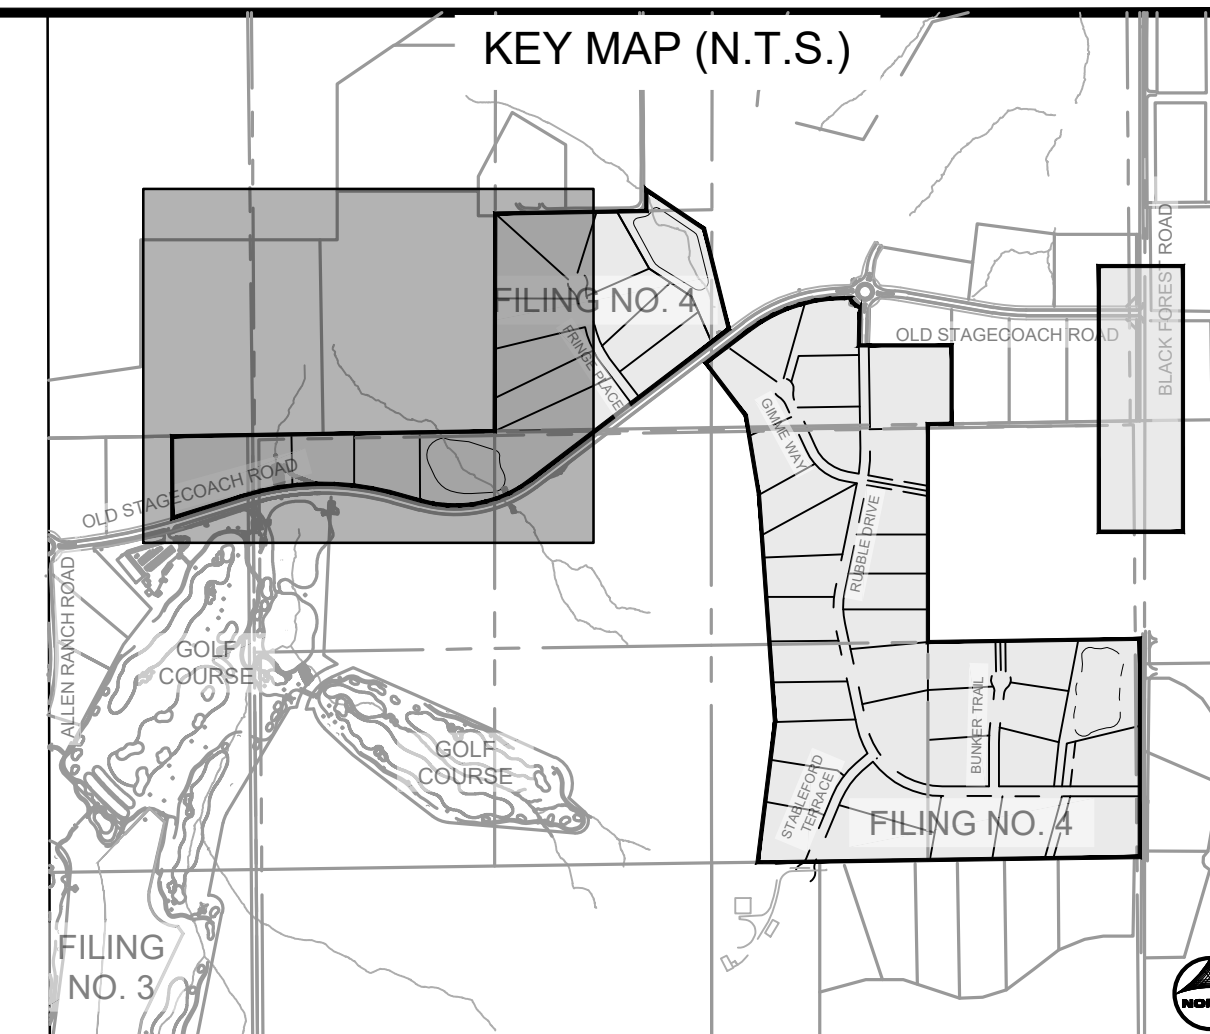 KEY MAP (N.T.S.)
BLACK FOREST ROAD
FILING NO. 4
OLD STAGECOACH ROAD
FRINGE PLACE
GIMME WAY
OLD STAGECOACH ROAD
RUBBLE DRIVE
ALLEN RANCH ROAD
GOLF
COURSE
BUNKER TRAIL
GOLF
COURSE
STABLEFORD
TERRACE
FILING NO. 4
FILING
NO. 3